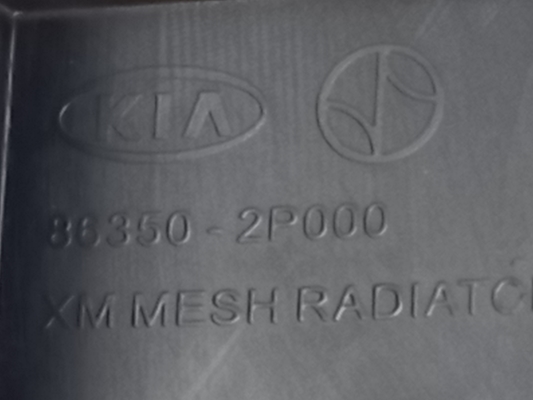 KIA
86350-2P000
XM MESH RADIATO